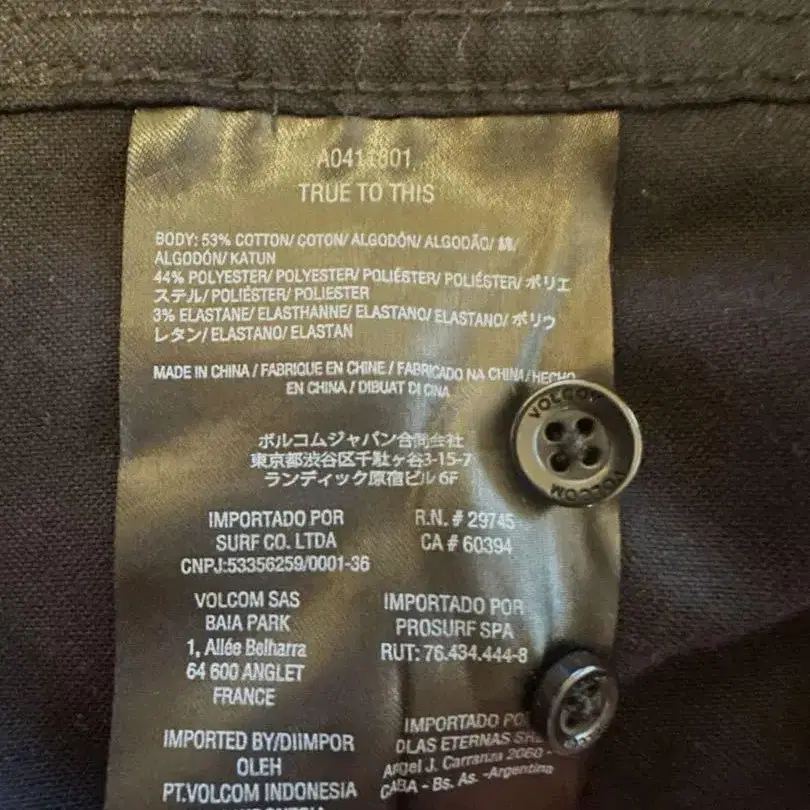 TRUE TO THIS
BODY: 53% COTTON/ COTON/ ALGODÓN/ ALGODÃO/ 綿/
ALGODÓN/ KATUN
44% POLYESTER/ POLYESTER/ POLIÉSTER/ POLIÉSTER/ ポリエ
ステル/ POLIÉSTER/ POLIESTER
3% ELASTANE/ ELASTHANNE/ ELASTANO/ ELASTANO/ ポリウ
レタン/ ELASTANO/ ELASTAN
MADE IN CHINA / FABRIQUE EN CHINE / FABRICADO NA CHINA/HECHO
EN CHINA / DIBUAT DI CINA
ボルコムジャパン合同会社
東京都渋谷区千駄ヶ谷3-15-7
ランディック原宿ビル 6F
IMPORTADO POR
SURF CO. LTDA
CNPJ:53356259/0001-36
R.N. # 29745
CA # 60394
VOLCOM SAS
BAIA PARK
1, Allée Belharra
64 600 ANGLET
FRANCE
IMPORTADO POR
PROSURF SPA
RUT: 76.434.444-8
IMPORTED BY/DIIMPOR
OLEH
PT.VOLCOM INDONESIA
INDONESIA
IMPORTADO PO
OLAS ETERNAS
Angel J. Carranza 2060 -
CABA - Bs. As. -Argentina
VOLCOM
VOLCOM